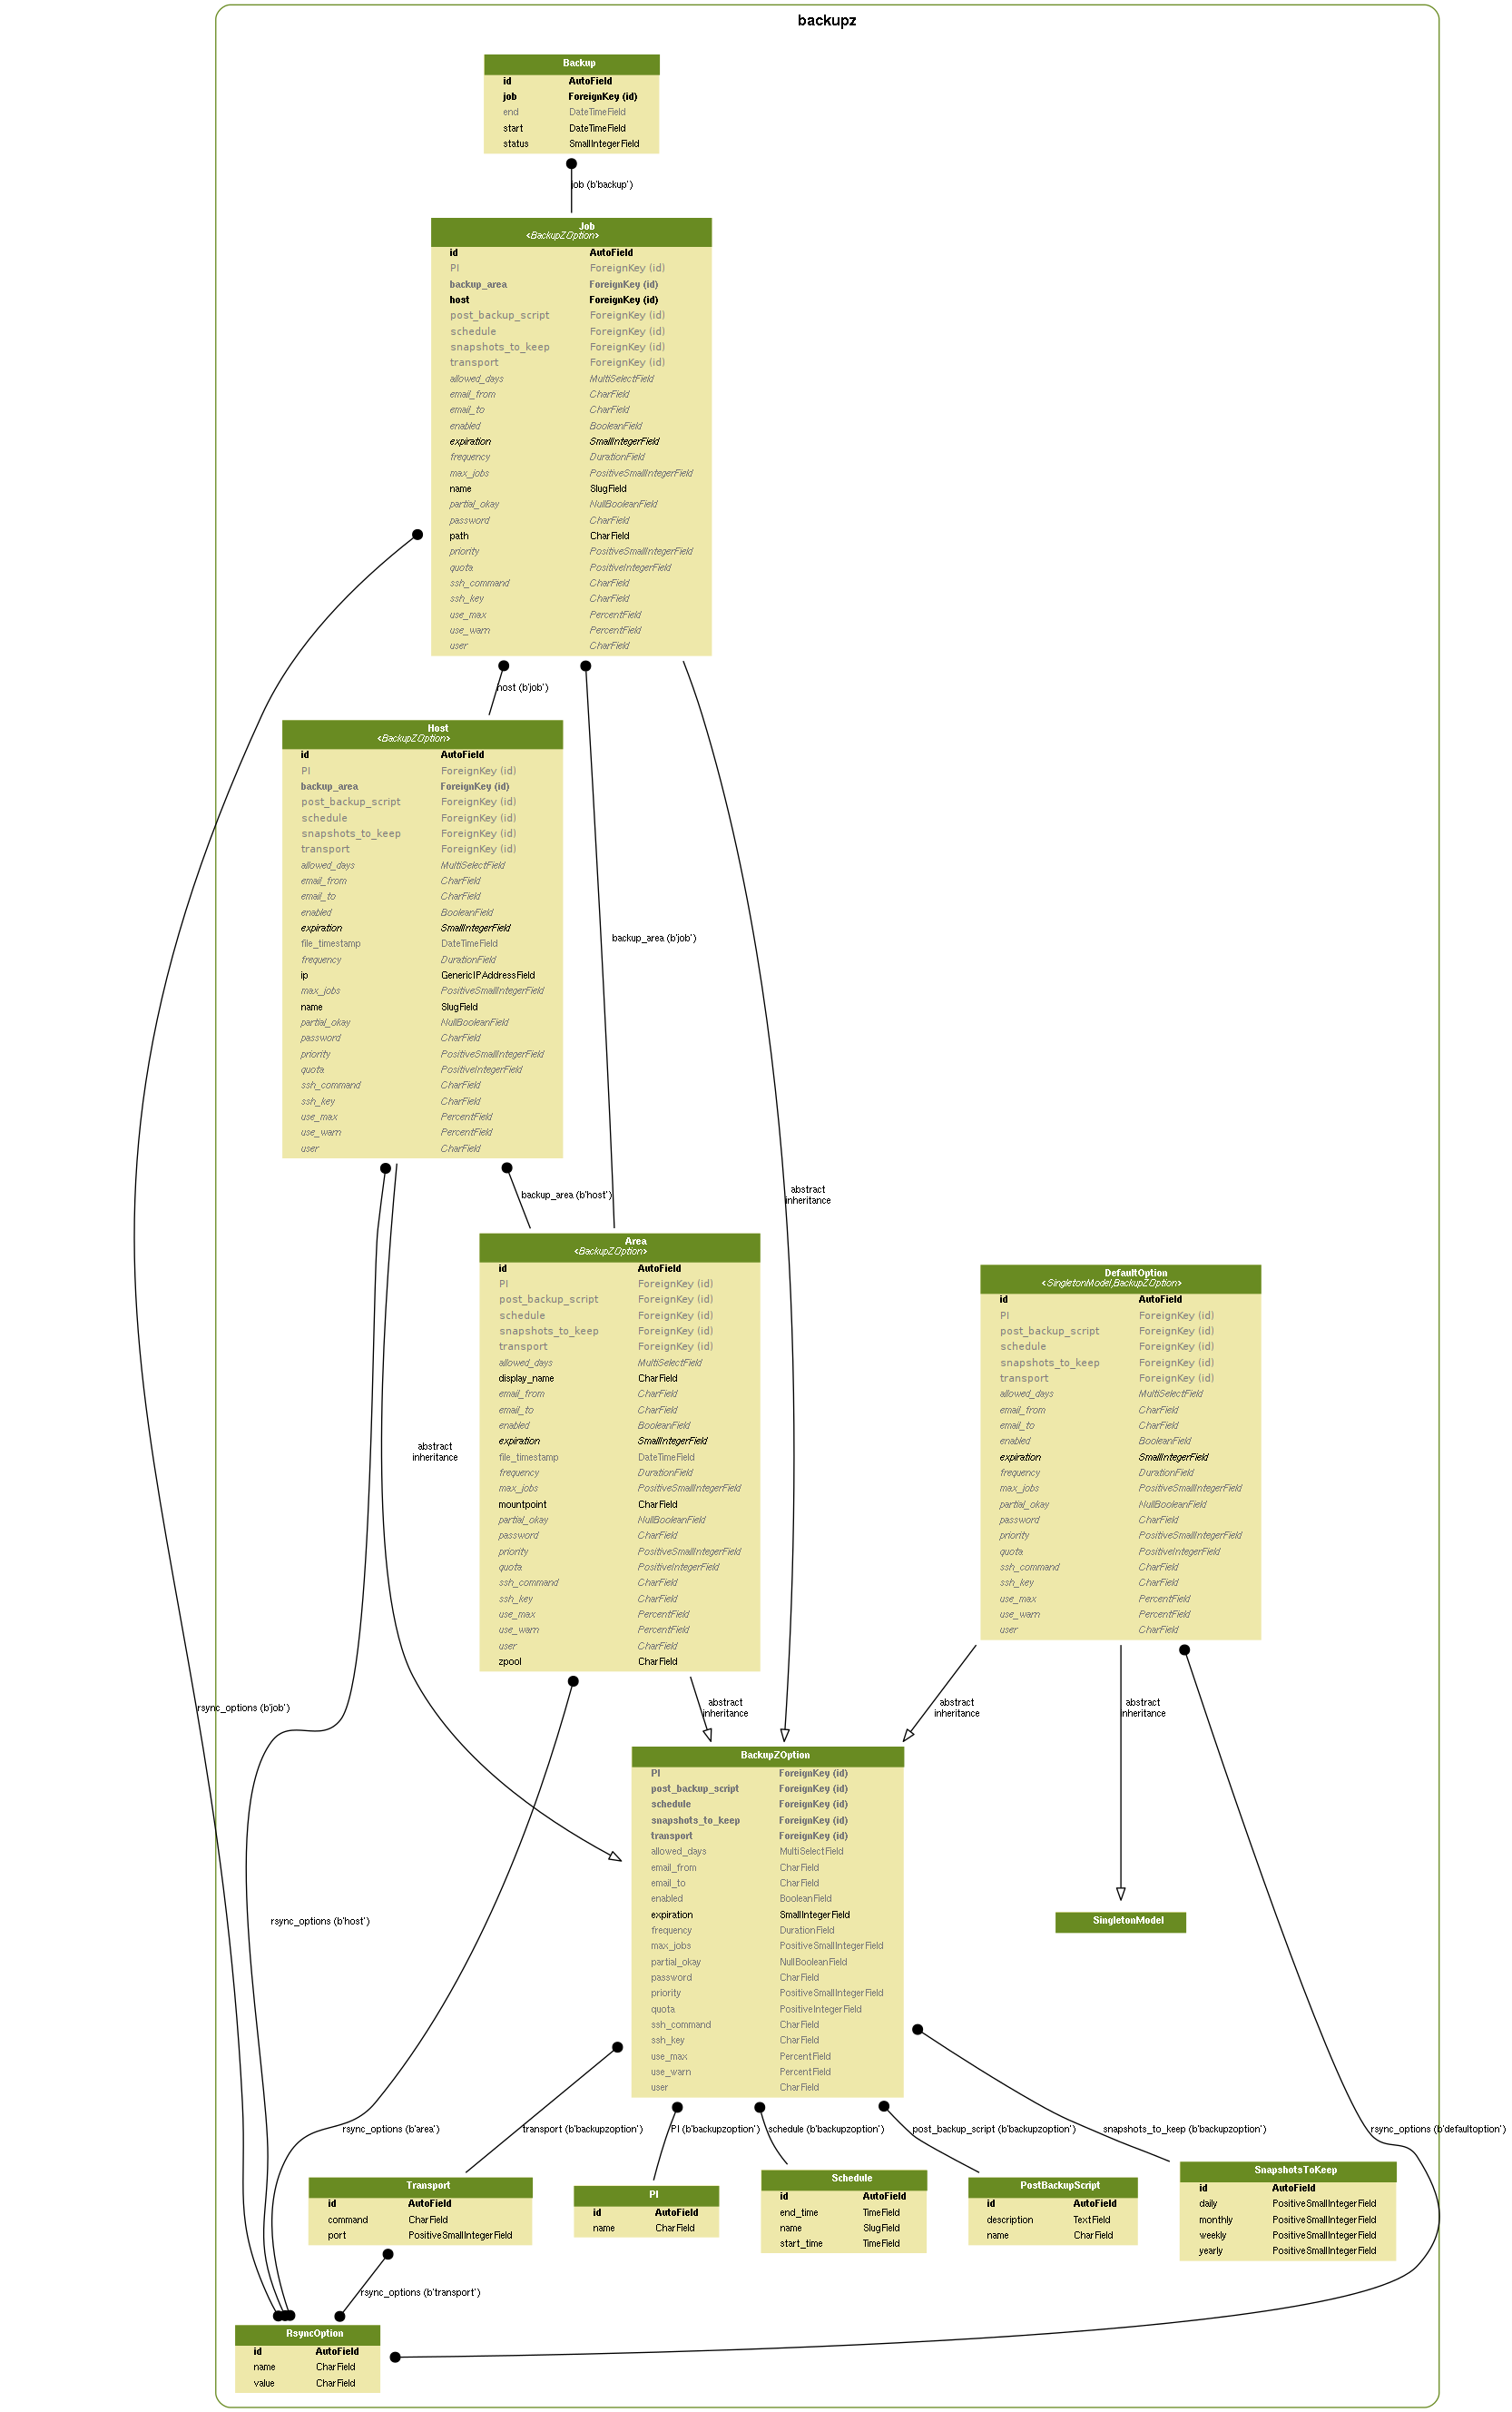 backupz
Backup
id AutoField
job ForeignKey (id)
end DateTimeField
start DateTimeField
status SmallIntegerField
job (b'backup')
Job
<BackupZOption>
id AutoField
PI ForeignKey (id)
backup_area ForeignKey (id)
host ForeignKey (id)
post_backup_script ForeignKey (id)
schedule ForeignKey (id)
snapshots_to_keep ForeignKey (id)
transport ForeignKey (id)
allowed_days MultiSelectField
email_from CharField
email_to CharField
enabled BooleanField
expiration SmallIntegerField
frequency DurationField
max_jobs PositiveSmallIntegerField
name SlugField
partial_okay NullBooleanField
password CharField
path CharField
priority PositiveSmallIntegerField
quota PositiveIntegerField
ssh_command CharField
ssh_key CharField
use_max PercentField
use_warn PercentField
user CharField
host (b'job')
Host
<BackupZOption>
id AutoField
PI ForeignKey (id)
backup_area ForeignKey (id)
post_backup_script ForeignKey (id)
schedule ForeignKey (id)
snapshots_to_keep ForeignKey (id)
transport ForeignKey (id)
allowed_days MultiSelectField
email_from CharField
email_to CharField
enabled BooleanField
expiration SmallIntegerField
file_timestamp DateTimeField
frequency DurationField
ip GenericIPAddressField
max_jobs PositiveSmallIntegerField
name SlugField
partial_okay NullBooleanField
password CharField
priority PositiveSmallIntegerField
quota PositiveIntegerField
ssh_command CharField
ssh_key CharField
use_max PercentField
use_warn PercentField
user CharField
backup_area (b'job')
backup_area (b'host')
abstract
inheritance
Area
<BackupZOption>
id AutoField
PI ForeignKey (id)
post_backup_script ForeignKey (id)
schedule ForeignKey (id)
snapshots_to_keep ForeignKey (id)
transport ForeignKey (id)
allowed_days MultiSelectField
display_name CharField
email_from CharField
email_to CharField
enabled BooleanField
expiration SmallIntegerField
file_timestamp DateTimeField
frequency DurationField
max_jobs PositiveSmallIntegerField
mountpoint CharField
partial_okay NullBooleanField
password CharField
priority PositiveSmallIntegerField
quota PositiveIntegerField
ssh_command CharField
ssh_key CharField
use_max PercentField
use_warn PercentField
user CharField
zpool CharField
DefaultOption
<SingletonModel,BackupZOption>
id AutoField
PI ForeignKey (id)
post_backup_script ForeignKey (id)
schedule ForeignKey (id)
snapshots_to_keep ForeignKey (id)
transport ForeignKey (id)
allowed_days MultiSelectField
email_from CharField
email_to CharField
enabled BooleanField
expiration SmallIntegerField
frequency DurationField
max_jobs PositiveSmallIntegerField
partial_okay NullBooleanField
password CharField
priority PositiveSmallIntegerField
quota PositiveIntegerField
ssh_command CharField
ssh_key CharField
use_max PercentField
use_warn PercentField
user CharField
abstract
inheritance
rsync_options (b'job')
abstract
inheritance
abstract
inheritance
abstract
inheritance
BackupZOption
PI ForeignKey (id)
post_backup_script ForeignKey (id)
schedule ForeignKey (id)
snapshots_to_keep ForeignKey (id)
transport ForeignKey (id)
allowed_days MultiSelectField
email_from CharField
email_to CharField
enabled BooleanField
expiration SmallIntegerField
frequency DurationField
max_jobs PositiveSmallIntegerField
partial_okay NullBooleanField
password CharField
priority PositiveSmallIntegerField
quota PositiveIntegerField
ssh_command CharField
ssh_key CharField
use_max PercentField
use_warn PercentField
user CharField
SingletonModel
rsync_options (b'host')
rsync_options (b'area')
transport (b'backupzoption')
PI (b'backupzoption')
schedule (b'backupzoption')
post_backup_script (b'backupzoption')
snapshots_to_keep (b'backupzoption')
rsync_options (b'defaultoption')
Transport
id AutoField
command CharField
port PositiveSmallIntegerField
PI
id AutoField
name CharField
Schedule
id AutoField
end_time TimeField
name SlugField
start_time TimeField
PostBackupScript
id AutoField
description TextField
name CharField
SnapshotsToKeep
id AutoField
daily PositiveSmallIntegerField
monthly PositiveSmallIntegerField
weekly PositiveSmallIntegerField
yearly PositiveSmallIntegerField
rsync_options (b'transport')
RsyncOption
id AutoField
name CharField
value CharField